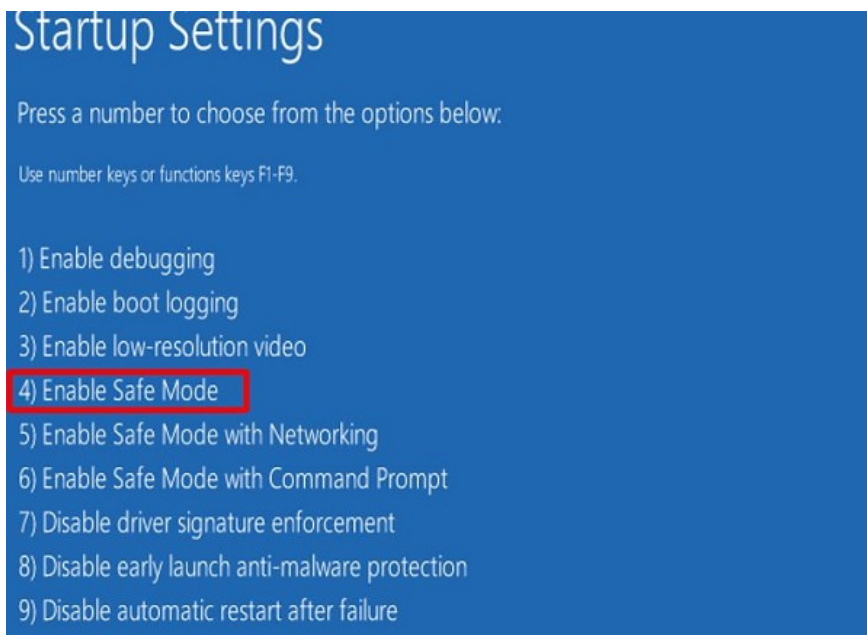 Startup Settings
Press a number to choose from the options below:
Use number keys or functions keys F1-F9.
1) Enable debugging
2) Enable boot logging
3) Enable low-resolution video
4) Enable Safe Mode
5) Enable Safe Mode with Networking
6) Enable Safe Mode with Command Prompt
7) Disable driver signature enforcement
8) Disable early launch anti-malware protection
9) Disable automatic restart after failure